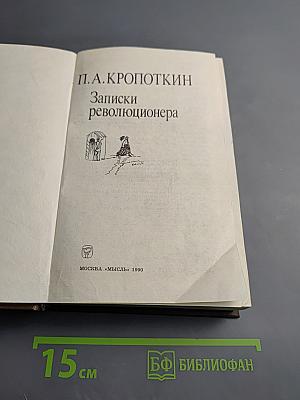 П.А.КРОПОТКИН
Записки
революционера
МОСКВА «МЫСЛЬ» 1990
15 см
БФ БИБЛИОФАН